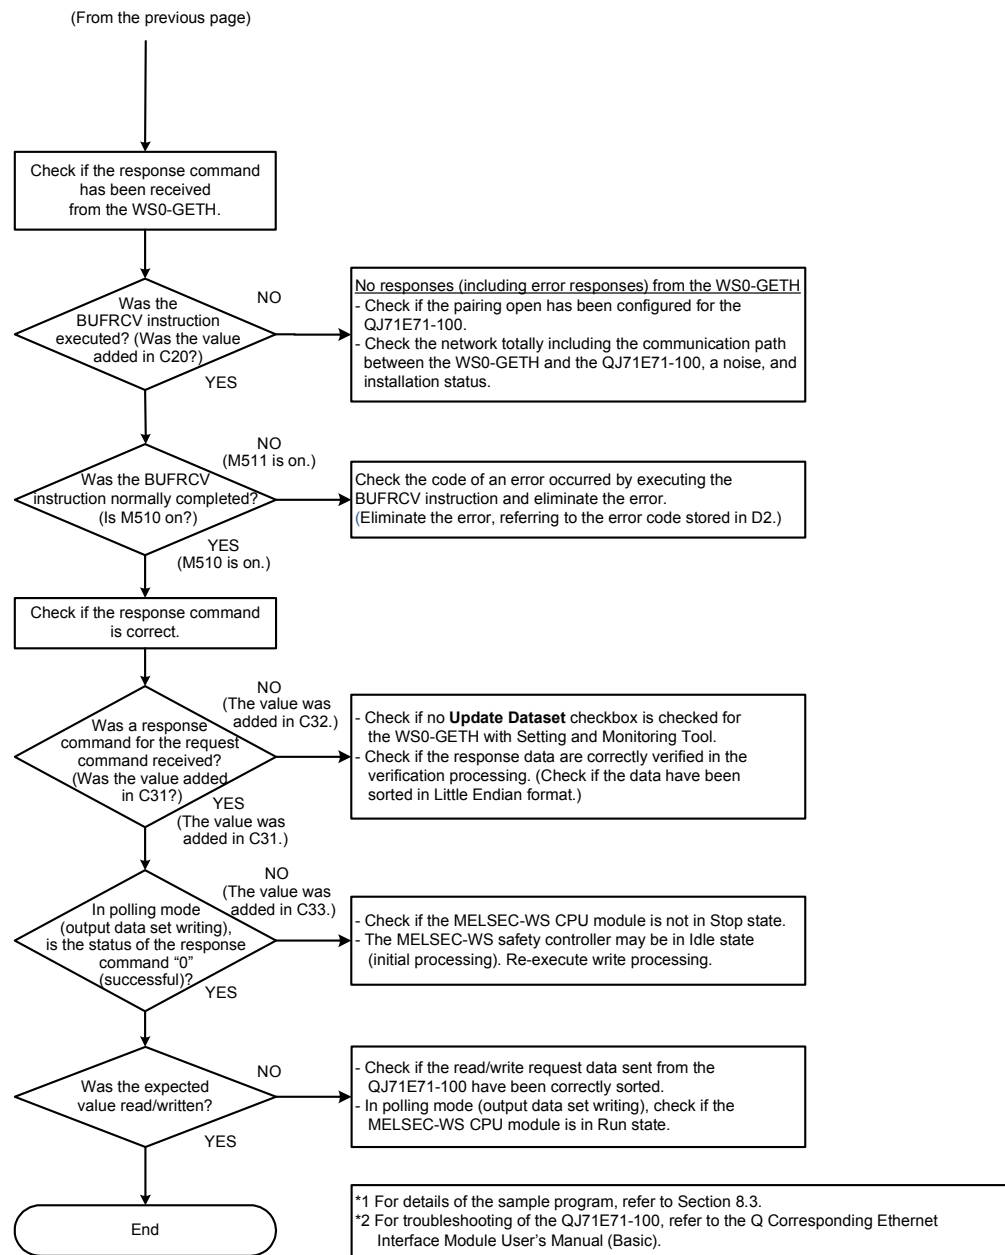 (From the previous page)
Check if the response command
has been received
from the WS0-GETH.
Was the
BUFRCV instruction
executed? (Was the value
added in C20?)
NO
YES
No responses (including error responses) from the WS0-GETH
- Check if the pairing open has been configured for the
QJ71E71-100.
- Check the network totally including the communication path
between the WS0-GETH and the QJ71E71-100, a noise, and
installation status.
Was the BUFRCV
instruction normally completed?
(Is M510 on?)
NO
(M511 is on.)
YES
(M510 is on.)
Check the code of an error occurred by executing the
BUFRCV instruction and eliminate the error.
(Eliminate the error, referring to the error code stored in D2.)
Check if the response command
is correct.
Was a response
command for the request
command received?
(Was the value added
in C31?)
NO
(The value was
added in C32.)
YES
(The value was
added in C31.)
- Check if no Update Dataset checkbox is checked for
the WS0-GETH with Setting and Monitoring Tool.
- Check if the response data are correctly verified in the
verification processing. (Check if the data have been
sorted in Little Endian format.)
In polling mode
(output data set writing),
is the status of the response
command “0”
(successful)?
NO
(The value was
added in C33.)
YES
- Check if the MELSEC-WS CPU module is not in Stop state.
- The MELSEC-WS safety controller may be in Idle state
(initial processing). Re-execute write processing.
Was the expected
value read/written?
NO
YES
- Check if the read/write request data sent from the
QJ71E71-100 have been correctly sorted.
- In polling mode (output data set writing), check if the
MELSEC-WS CPU module is in Run state.
End
*1 For details of the sample program, refer to Section 8.3.
*2 For troubleshooting of the QJ71E71-100, refer to the Q Corresponding Ethernet
Interface Module User’s Manual (Basic).